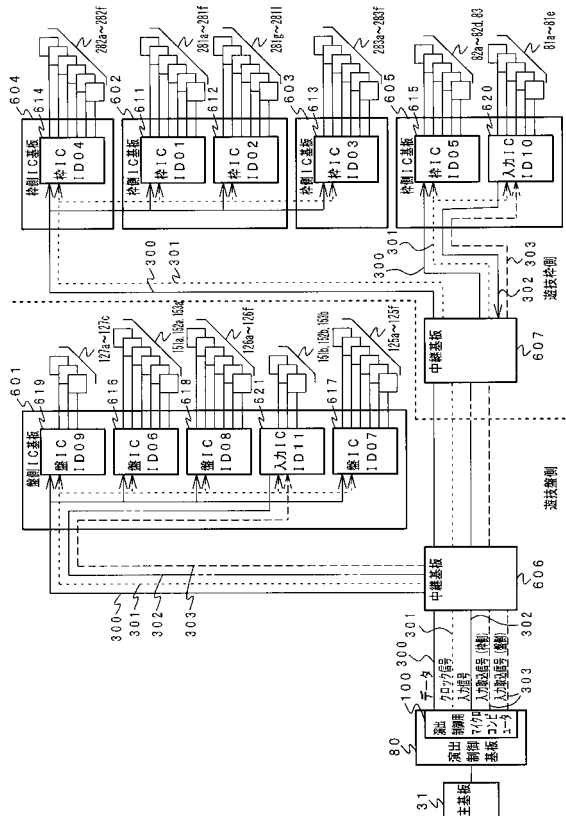 604
614
282a~282f
枠側IC基板
枠IC
ID04
602
611
281a~281f
枠側IC基板
枠IC
ID01
612
281g~281l
枠IC
ID02
603
613
283a~283f
枠側IC基板
枠IC
ID03
605
615
82a~82d,83
枠側IC基板
枠IC
ID05
620
81a~81e
入力IC
ID10
300
301
300
301
303
302
遊技枠側
中継基板
607
601
619
127a~127c
盤側IC基板
盤IC
ID09
616
151a,152a,153a
盤IC
ID06
618
126a~126f
盤IC
ID08
621
151b,152b,153b
入力IC
ID11
617
125a~125f
盤IC
ID07
遊技盤側
300
301
302
303
中継基板
606
300
データ
301
クロック信号
入力信号
302
入力取込信号(枠側)
入力取込信号(盤側)
303
100
演出
制御用
マイクロ
コンピ
ュータ
80
演出
制御
基板
31
主基板